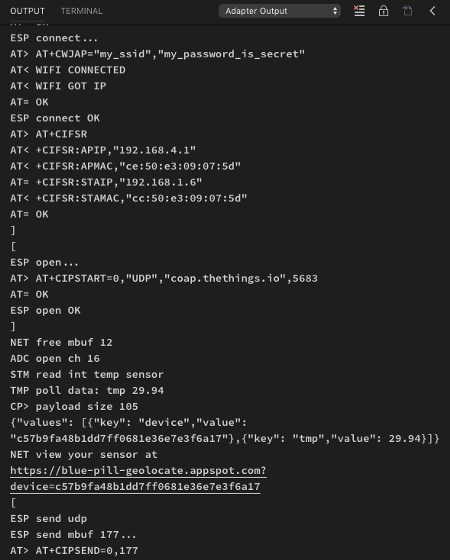 OUTPUT
TERMINAL
Adapter Output
ESP connect...
AT> AT+CWJAP="my_ssid","my_password_is_secret"
AT< WIFI CONNECTED
AT< WIFI GOT IP
AT= OK
ESP connect OK
AT> AT+CIFSR
AT< +CIFSR:APIP,"192.168.4.1"
AT< +CIFSR:APMAC,"ce:50:e3:09:07:5d"
AT= +CIFSR:STAIP,"192.168.1.6"
AT< +CIFSR:STAMAC,"cc:50:e3:09:07:5d"
AT= OK
]
[
ESP open...
AT> AT+CIPSTART=0,"UDP","coap.thethings.io",5683
AT= OK
ESP open OK
]
NET free mbuf 12
ADC open ch 16
STM read int temp sensor
TMP poll data: tmp 29.94
CP> payload size 105
{"values": [{"key": "device","value":
"c57b9fa48b1dd7ff0681e36e7e3f6a17"},{"key": "tmp","value": 29.94}]}
NET view your sensor at
https://blue-pill-geolocate.appspot.com?
device=c57b9fa48b1dd7ff0681e36e7e3f6a17
[
ESP send udp
ESP send mbuf 177...
AT> AT+CIPSEND=0,177